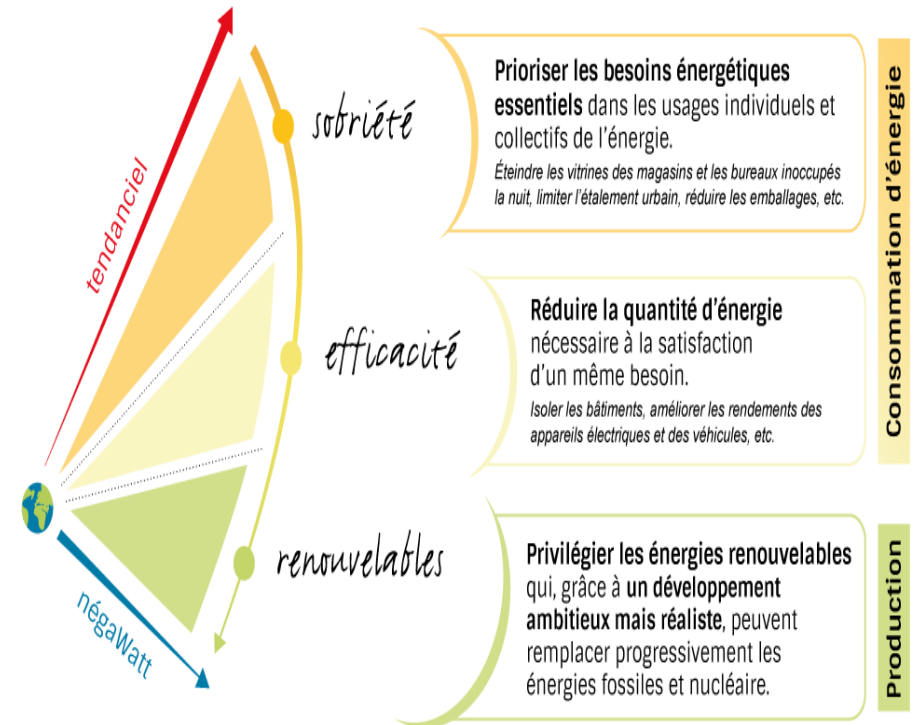 tendanciel
négaWatt
sobriété
Prioriser les besoins énergétiques
essentiels dans les usages individuels et
collectifs de l'énergie.
Éteindre les vitrines des magasins et les bureaux inoccupés
la nuit, limiter l'étalement urbain, réduire les emballages, etc.
efficacité
Réduire la quantité d'énergie
nécessaire à la satisfaction
d'un même besoin.
Isoler les bâtiments, améliorer les rendements des
appareils électriques et des véhicules, etc.
Consommation d'énergie
renouvelables
Privilégier les énergies renouvelables
qui, grâce à un développement
ambitieux mais réaliste, peuvent
remplacer progressivement les
énergies fossiles et nucléaire.
Production